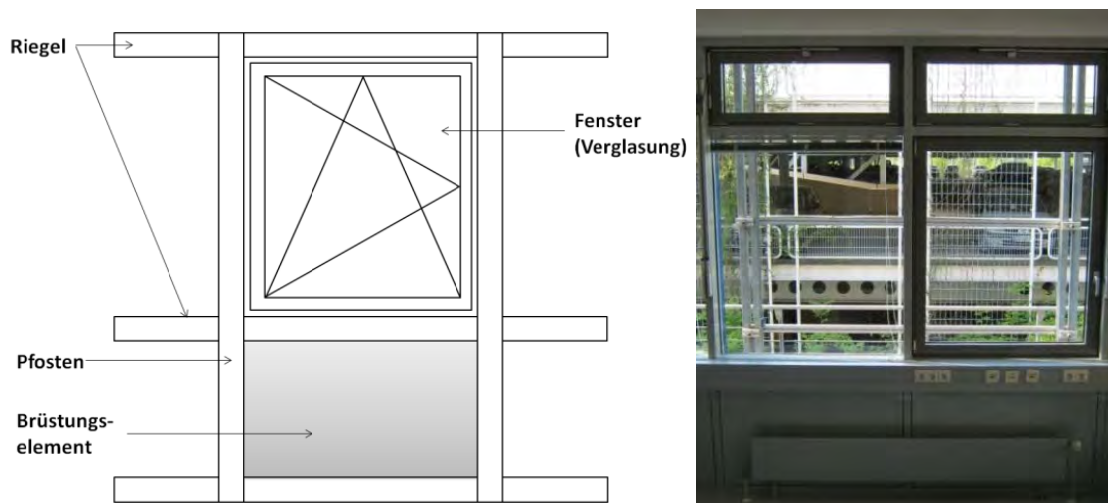 Riegel
Fenster
(Verglasung)
Pfosten
Brüstungs-
element